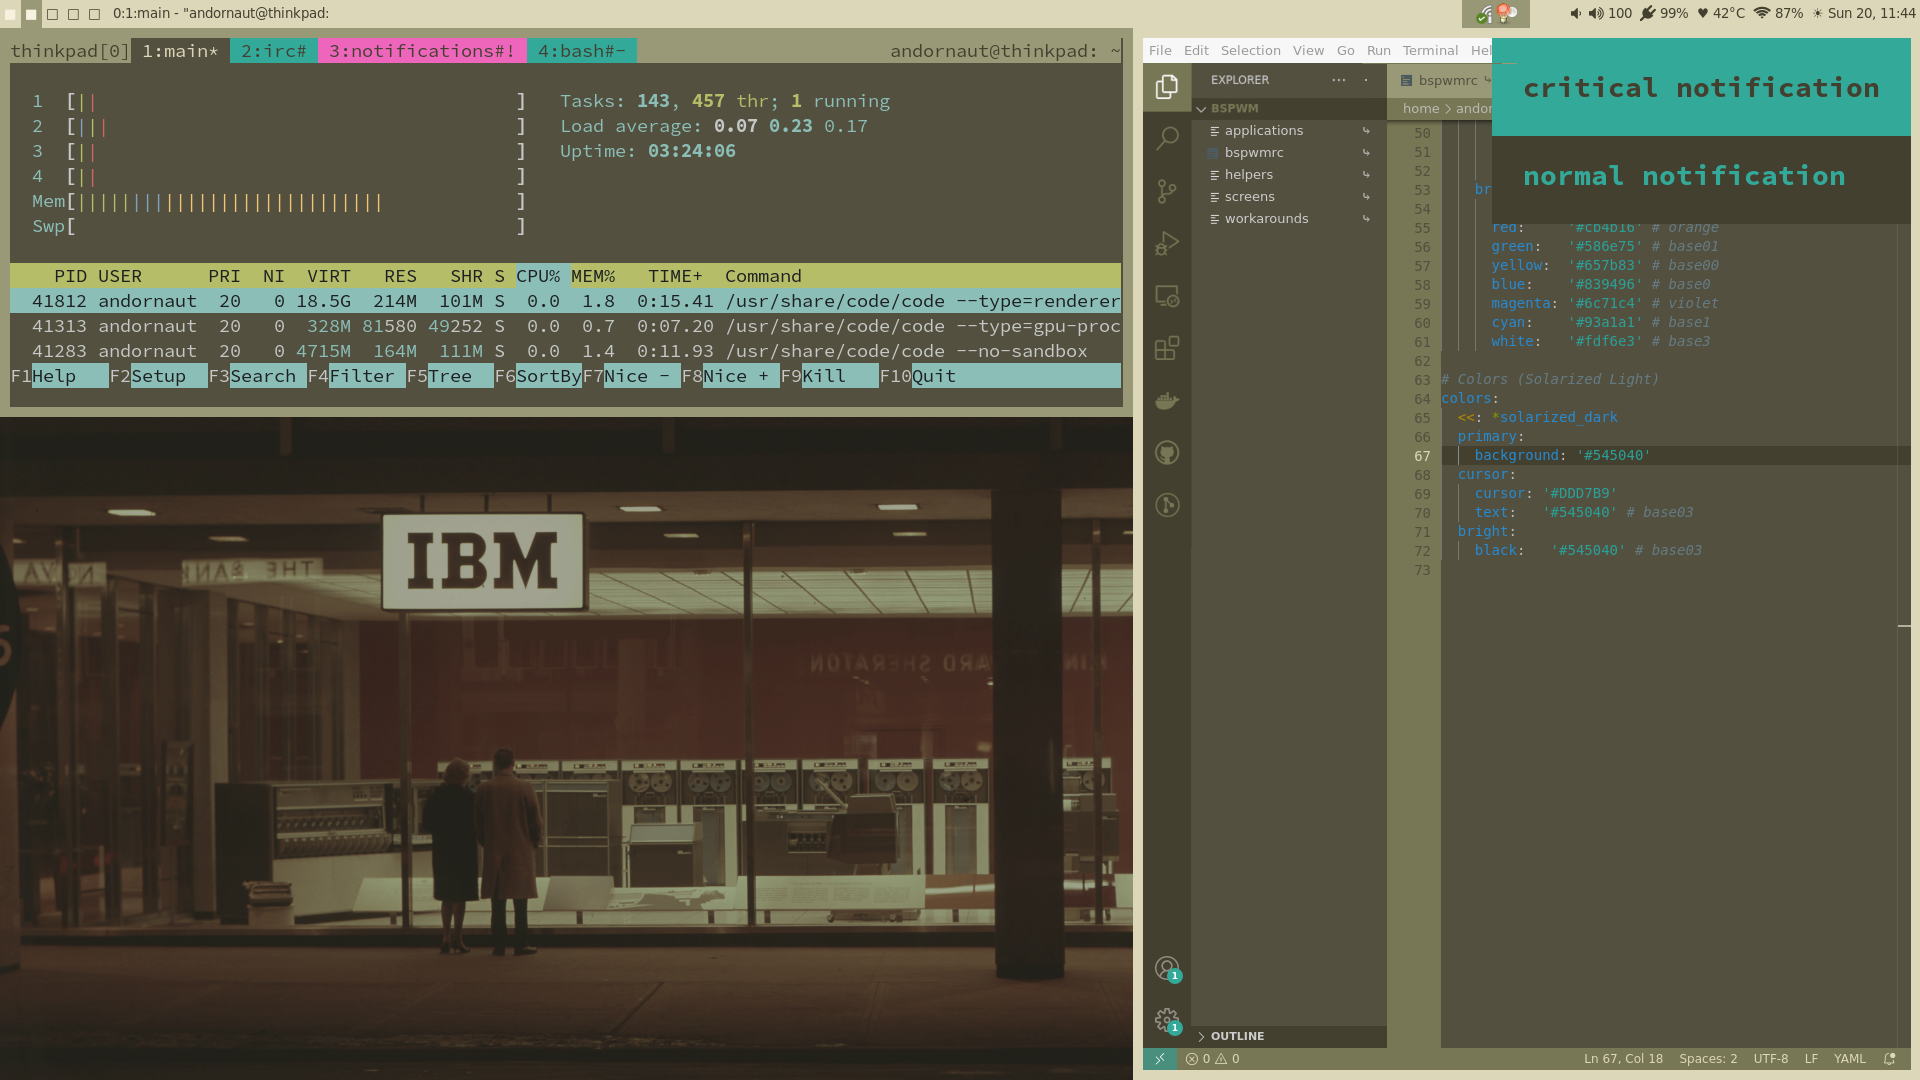 0:1:main - "andornaut@thinkpad:
100 99% 42°C 87% Sun 20, 11:44
thinkpad[0] 1:main* 2:irc# 3:notifications#! 4:bash#- andornaut@thinkpad: ~
1 [|| ] Tasks: 143, 457 thr; 1 running
2 [||| ] Load average: 0.07 0.23 0.17
3 [|| ] Uptime: 03:24:06
4 [|| ]
Mem[|||||||||||||||||||||||||||| ]
Swp[ ]
PID USER PRI NI VIRT RES SHR S CPU% MEM% TIME+ Command
41812 andornaut 20 0 18.5G 214M 101M S 0.0 1.8 0:15.41 /usr/share/code/code --type=renderer
41313 andornaut 20 0 328M 81580 49252 S 0.0 0.7 0:07.20 /usr/share/code/code --type=gpu-proc
41283 andornaut 20 0 4715M 164M 111M S 0.0 1.4 0:11.93 /usr/share/code/code --no-sandbox
F1Help F2Setup F3Search F4Filter F5Tree F6SortBy F7Nice - F8Nice + F9Kill F10Quit
IBM
THE BANK
ARD SHERATON
File Edit Selection View Go Run Terminal Hel
EXPLORER ···
BSPWM
applications
bspwmrc
helpers
screens
workarounds
OUTLINE
bspwmrc
home > andor
critical notification
normal notification
50
51
52
53 br
54
55 red: '#cb4b16' # orange
56 green: '#586e75' # base01
57 yellow: '#657b83' # base00
58 blue: '#839496' # base0
59 magenta: '#6c71c4' # violet
60 cyan: '#93a1a1' # base1
61 white: '#fdf6e3' # base3
62
63 # Colors (Solarized Light)
64 colors:
65 <<: *solarized_dark
66 primary:
67 background: '#545040'
68 cursor:
69 cursor: '#DDD7B9'
70 text: '#545040' # base03
71 bright:
72 black: '#545040' # base03
73
1
1
0 0 Ln 67, Col 18 Spaces: 2 UTF-8 LF YAML